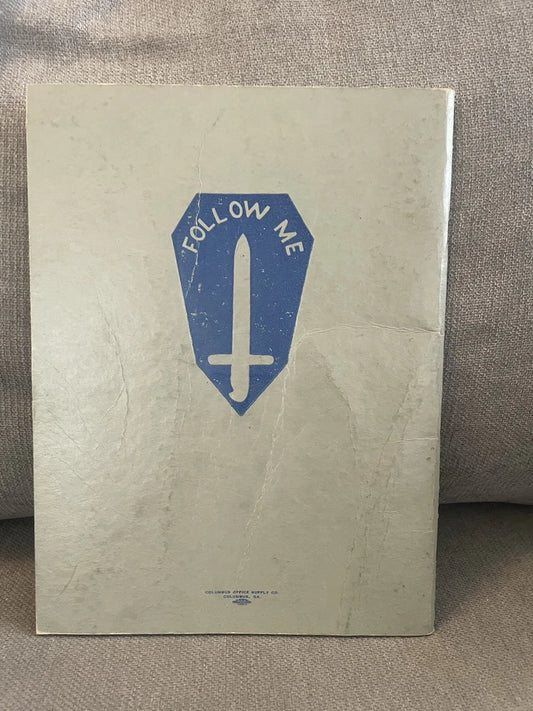 FOLLOW ME
COLUMBUS OFFICE SUPPLY CO.
COLUMBUS, GA.